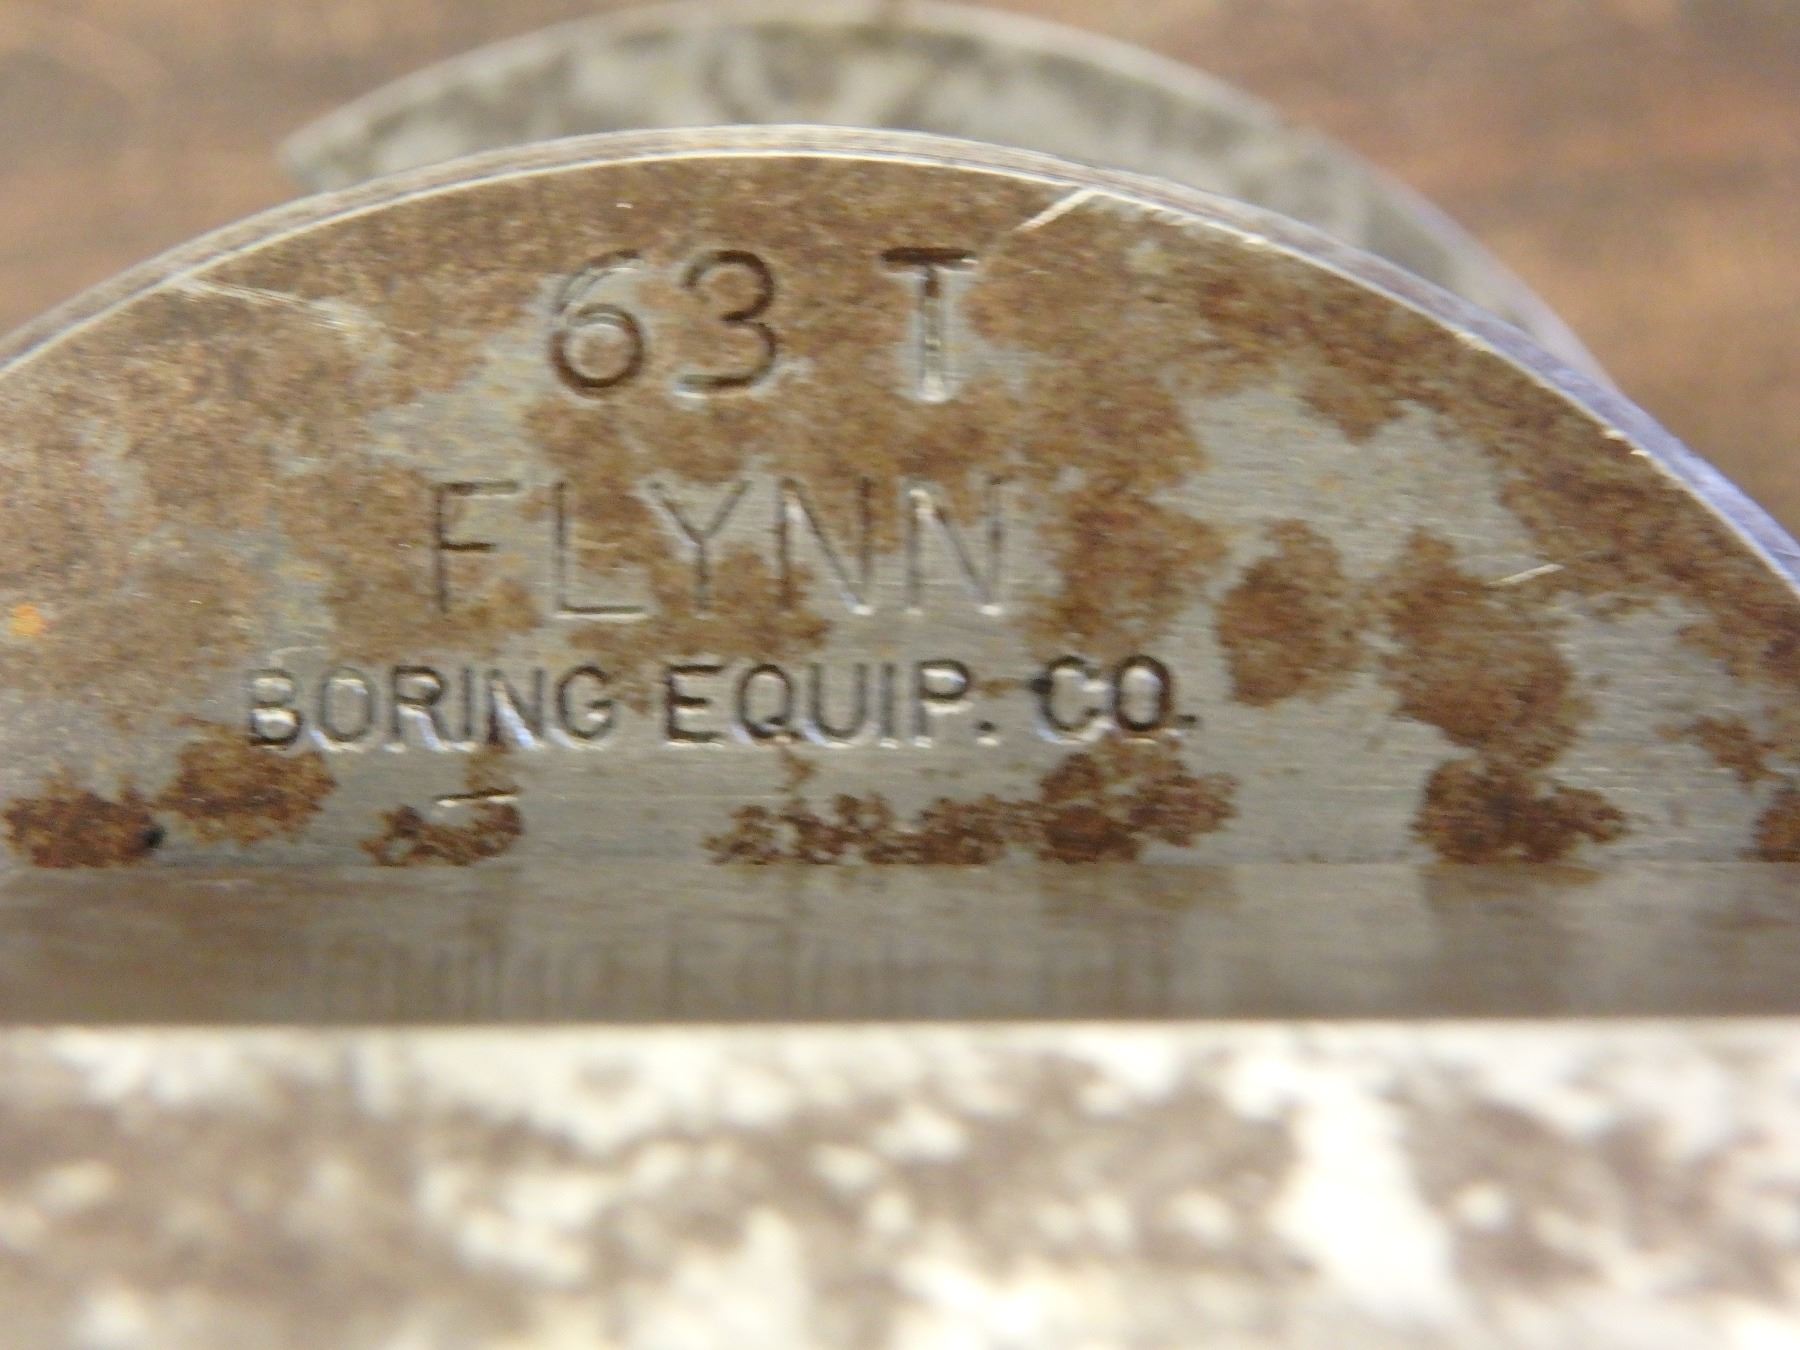 63 T
FLYNN
BORING EQUIP. CO.